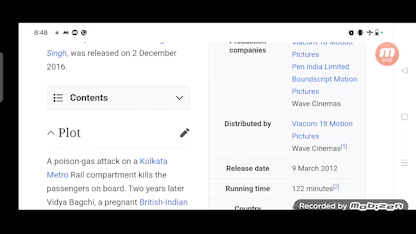 8:48
Singh, was released on 2 December
2016.
Contents
Plot
A poison-gas attack on a Kolkata
Metro Rail compartment kills the
passengers on board. Two years later
Vidya Bagchi, a pregnant British-Indian
Production
companies
Viacom 18 Motion
Pictures
Pen India Limited
Boundscript Motion
Pictures
Wave Cinemas
Distributed by
Viacom 18 Motion
Pictures
Wave Cinemas[1]
Release date
9 March 2012
Running time
122 minutes[2]
Country
Recorded by
MOBIZEN